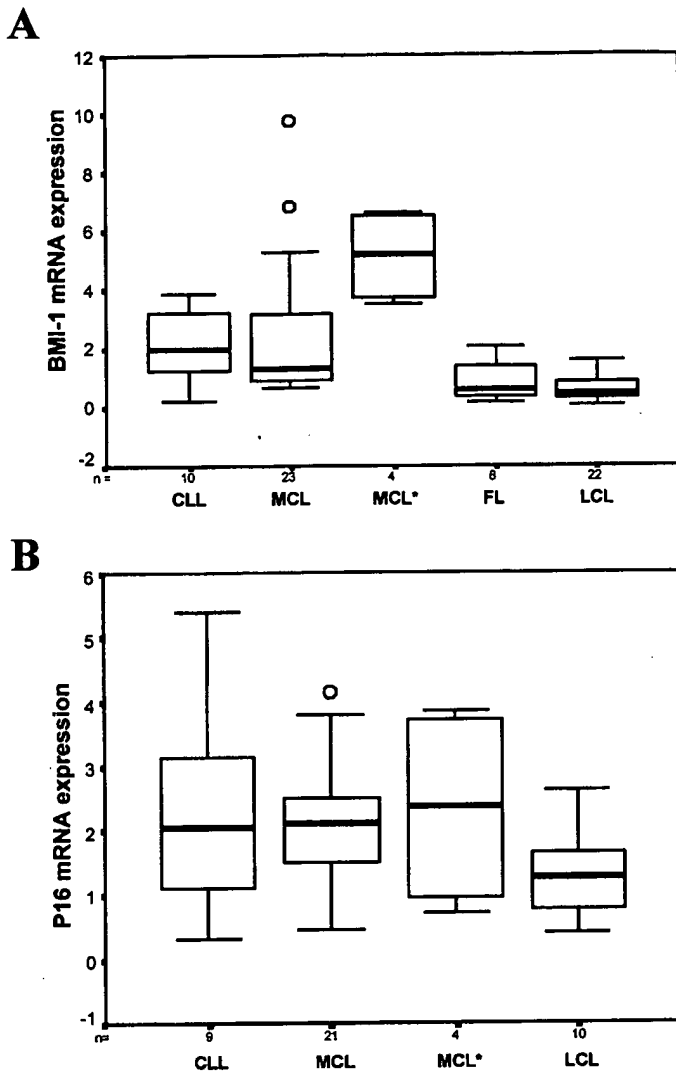 A
BMI-1 mRNA expression
12
10
8
6
4
2
0
-2
n = 10 23 4 6 22
CLL MCL MCL* FL LCL
B
P16 mRNA expression
6
5
4
3
2
1
0
-1
n= 9 21 4 10
CLL MCL MCL* LCL